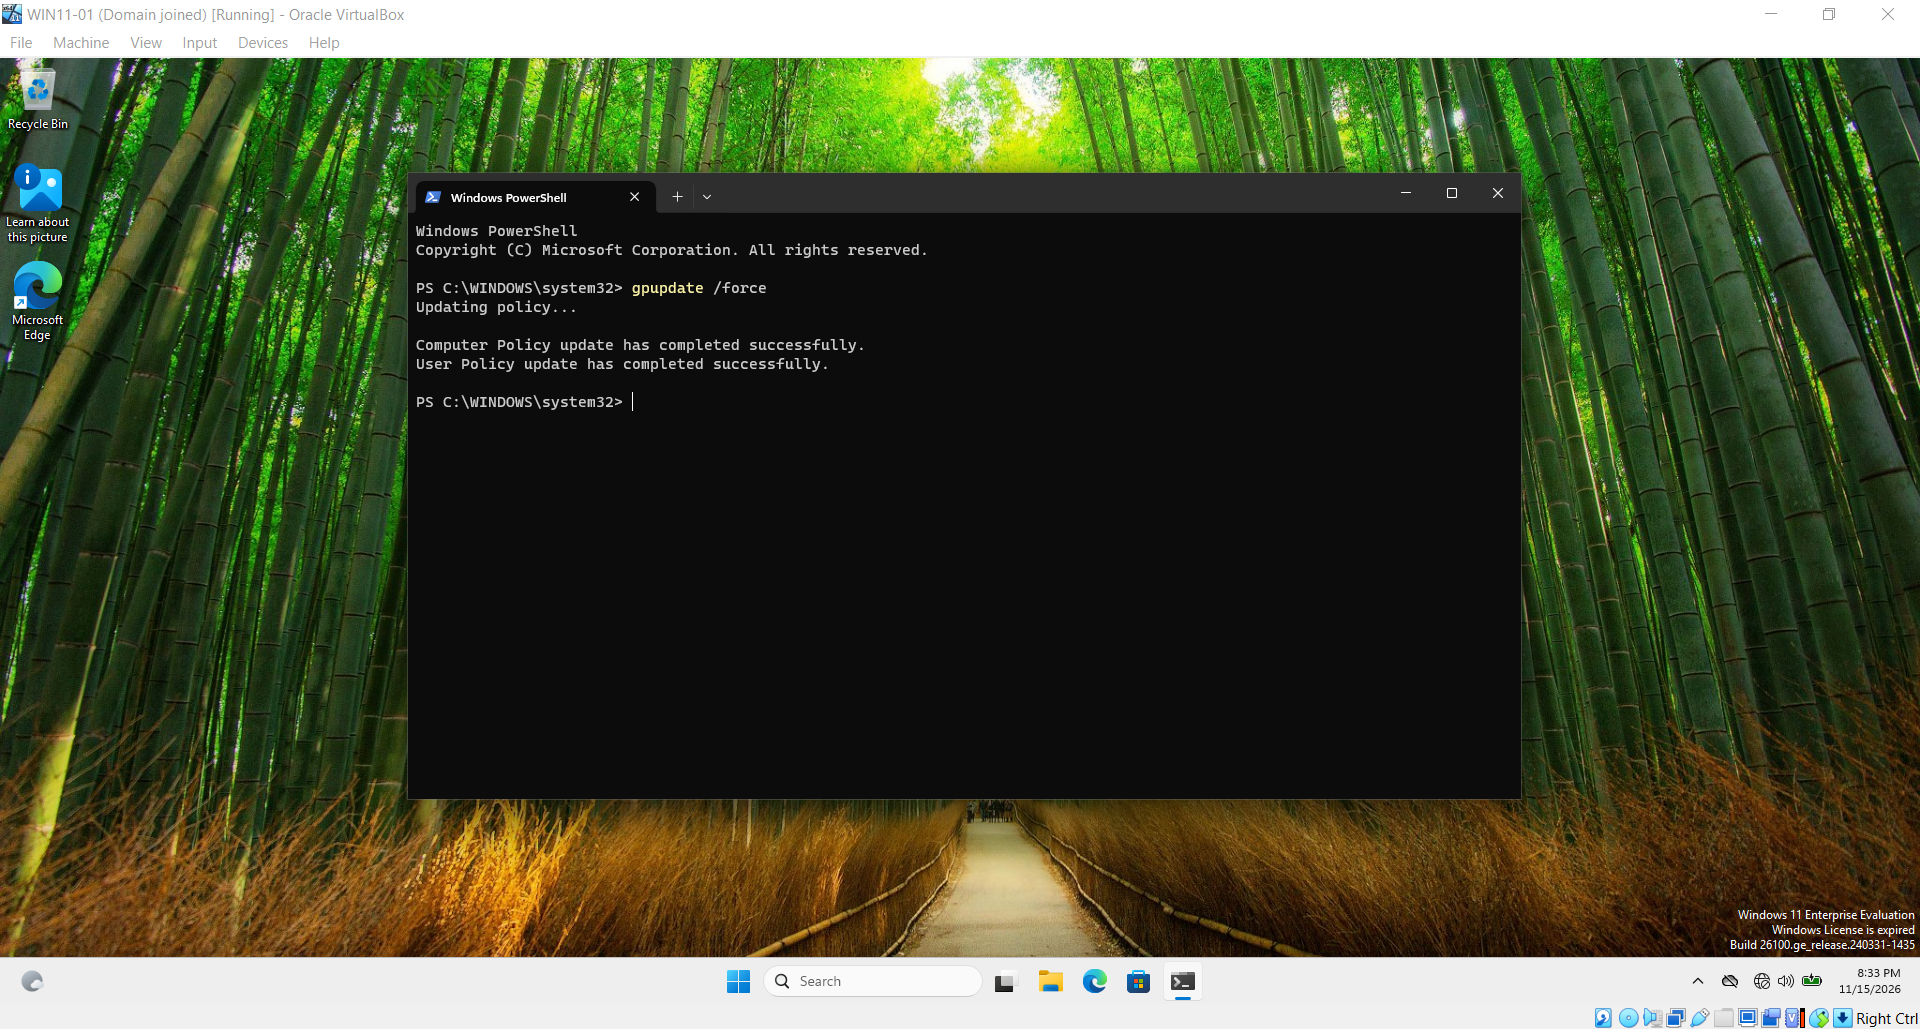 WIN11-01 (Domain joined) [Running] - Oracle VirtualBox
File Machine View Input Devices Help
Recycle Bin
Learn about
this picture
Microsoft
Edge
Windows PowerShell
Windows PowerShell
Copyright (C) Microsoft Corporation. All rights reserved.
PS C:\WINDOWS\system32> gpupdate /force
Updating policy...
Computer Policy update has completed successfully.
User Policy update has completed successfully.
PS C:\WINDOWS\system32>
Windows 11 Enterprise Evaluation
Windows License is expired
Build 26100.ge_release.240331-1435
Search
8:33 PM
11/15/2026
Right Ctrl